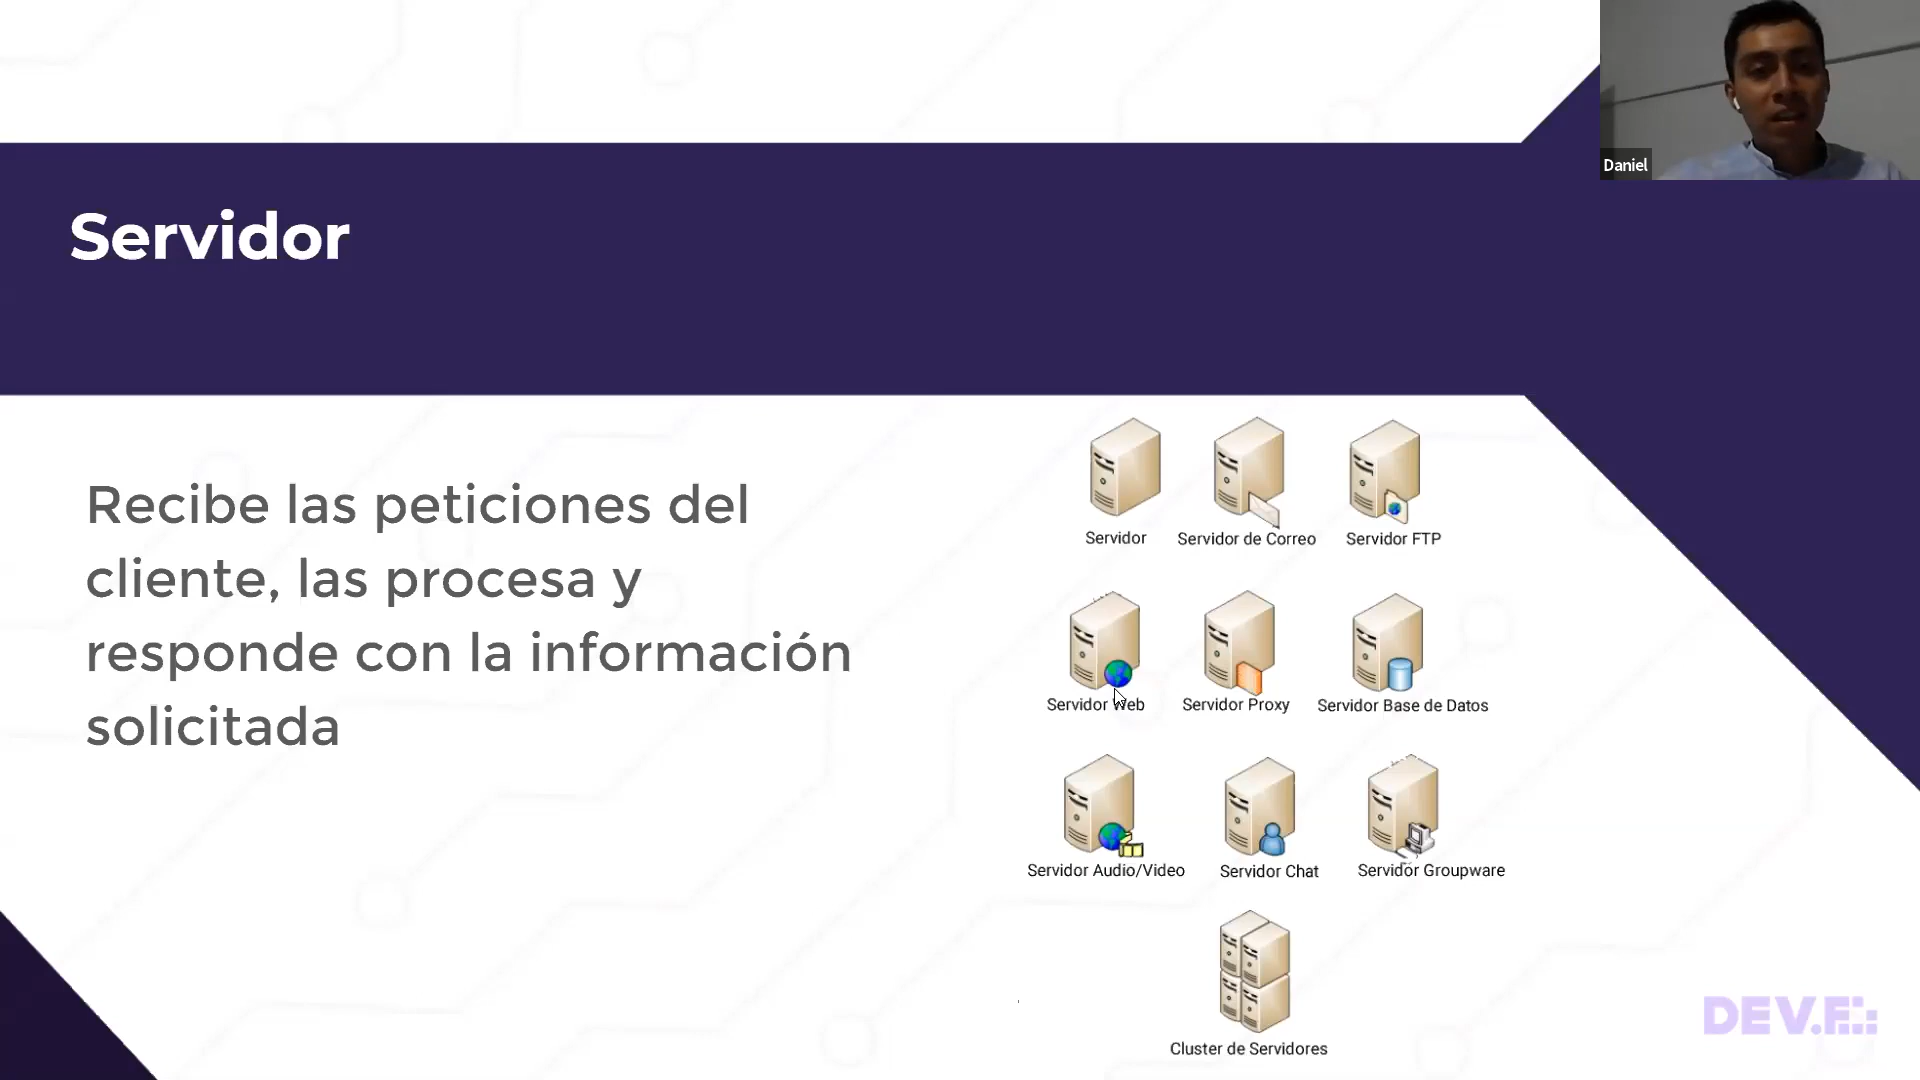 Daniel
Servidor
Recibe las peticiones del
cliente, las procesa y
responde con la información
solicitada
Servidor
Servidor de Correo
Servidor FTP
Servidor Web
Servidor Proxy
Servidor Base de Datos
Servidor Audio/Video
Servidor Chat
Servidor Groupware
Cluster de Servidores
DEV.F